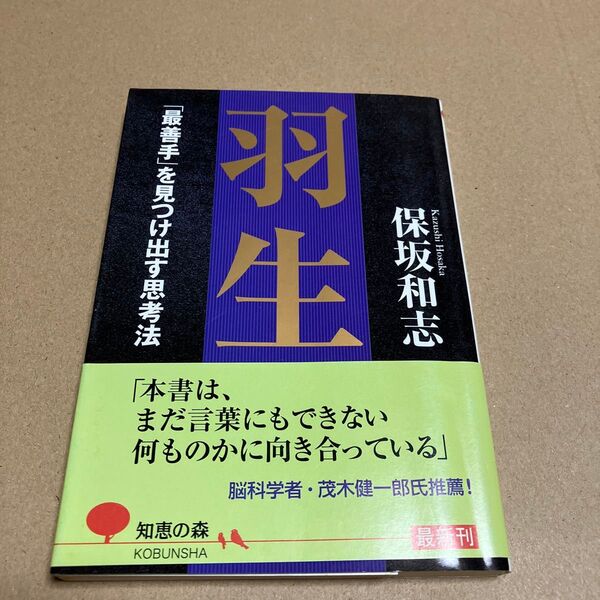 羽生
「最善手」を見つけ出す思考法
保坂和志
Kazushi Hosaka
「本書は、
まだ言葉にもできない
何ものかに向き合っている」
脳科学者・茂木健一郎氏推薦!
知恵の森
KOBUNSHA
最新刊